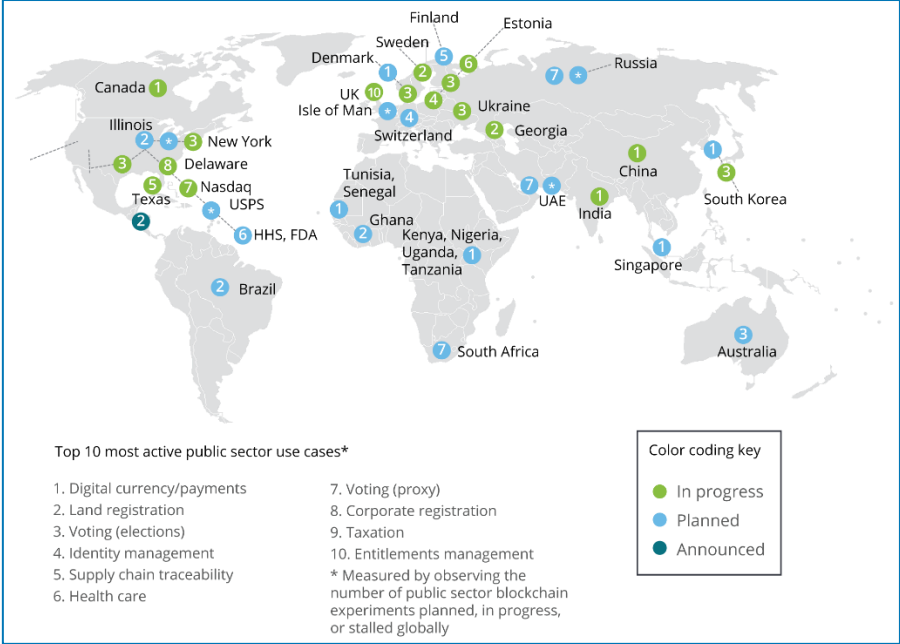 Finland
Estonia
Sweden
5
Denmark
2
6
Russia
1
3
7
*
Canada
1
UK
10
3
4
Isle of Man
*
4
3
Ukraine
Switzerland
2
Georgia
Illinois
2
*
3
New York
3
8
Delaware
5
7
Nasdaq
Texas
USPS
*
2
6
HHS, FDA
Tunisia,
Senegal
1
Ghana
2
Kenya, Nigeria,
Uganda,
Tanzania
1
7
*
UAE
1
India
1
China
1
3
South Korea
1
Singapore
2
Brazil
7
South Africa
3
Australia
Top 10 most active public sector use cases*
1. Digital currency/payments
2. Land registration
3. Voting (elections)
4. Identity management
5. Supply chain traceability
6. Health care
7. Voting (proxy)
8. Corporate registration
9. Taxation
10. Entitlements management
* Measured by observing the
number of public sector blockchain
experiments planned, in progress,
or stalled globally
Color coding key
In progress
Planned
Announced